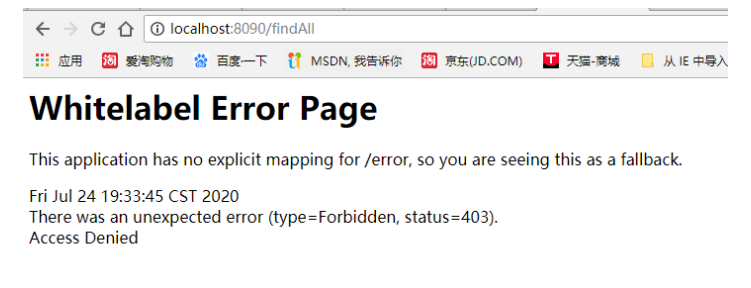 localhost:8090/findAll
应用 爱淘购物 百度一下 MSDN, 我告诉你 京东(JD.COM) 天猫-商城 从 IE 中导入
Whitelabel Error Page
This application has no explicit mapping for /error, so you are seeing this as a fallback.
Fri Jul 24 19:33:45 CST 2020
There was an unexpected error (type=Forbidden, status=403).
Access Denied